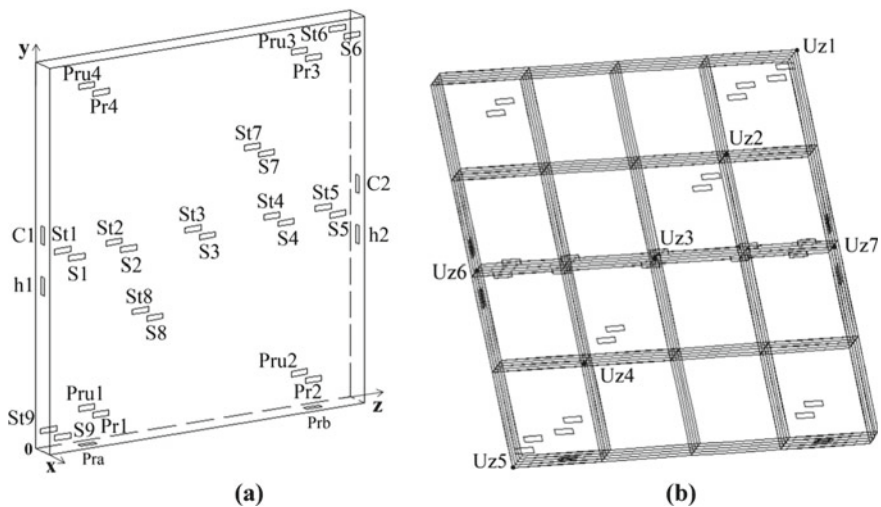 y
St6
Pru3
S6
Pr3
Pru4
Pr4
St7
S7
C2
St4
St5
C1
St1
St2
St3
S4
S5
h2
S1
S2
S3
h1
St8
S8
Pru2
Pr2
Pru1
St9
S9
Pr1
z
Prb
0
x
Pra
(a)
Uz1
Uz2
Uz3
Uz7
Uz6
Uz4
Uz5
(b)